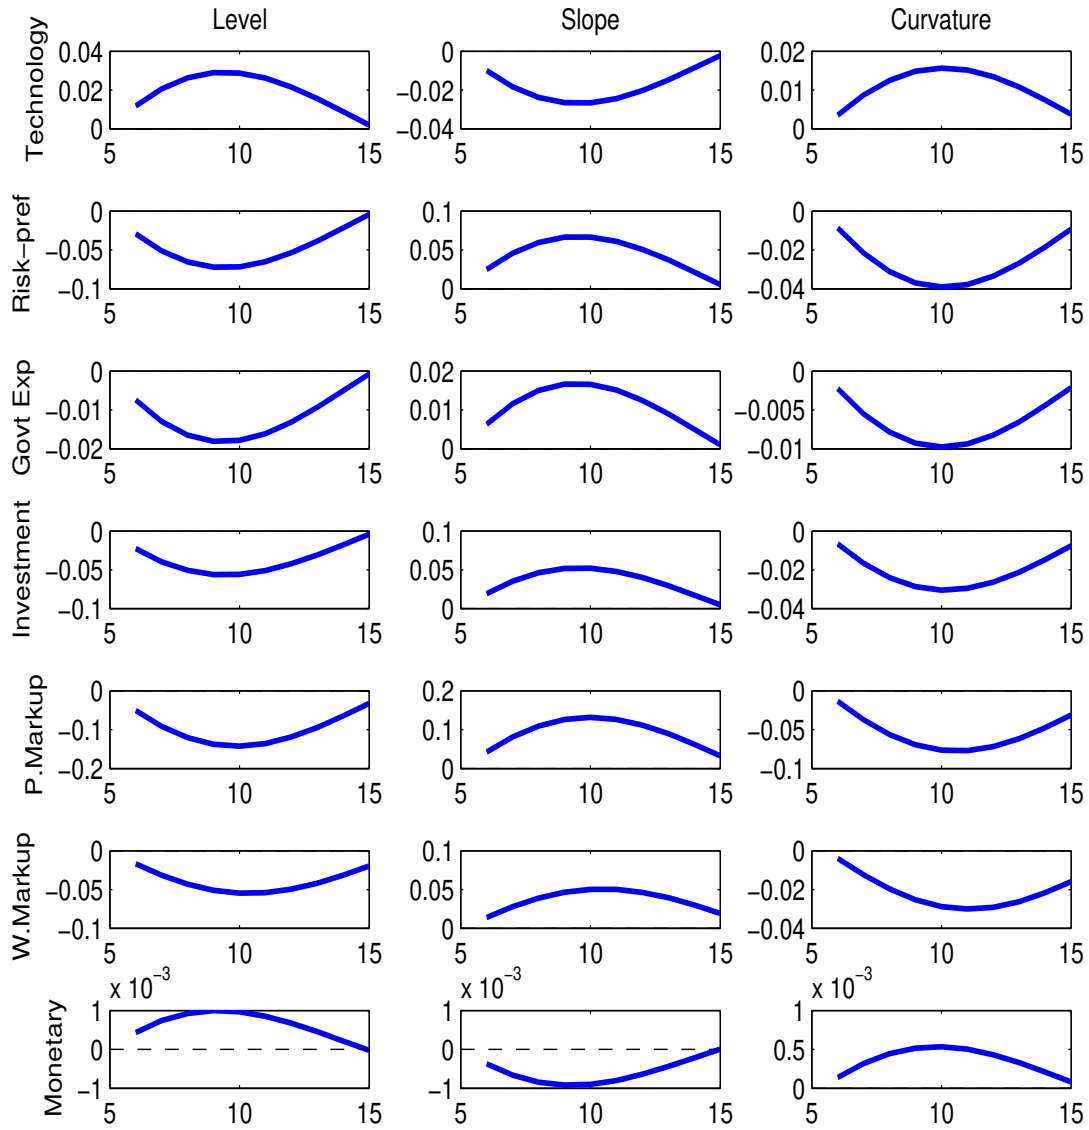 Level Slope Curvature
Technology
0.04 0 0.02
0.02 −0.02 0.01
0 −0.04 0
5 10 15 5 10 15 5 10 15
Risk−pref
0 0.1 0
−0.05 0.05 −0.02
−0.1 0 −0.04
5 10 15 5 10 15 5 10 15
Govt Exp
0 0.02 0
−0.01 0.01 −0.005
−0.02 0 −0.01
5 10 15 5 10 15 5 10 15
Investment
0 0.1 0
−0.05 0.05 −0.02
−0.1 0 −0.04
5 10 15 5 10 15 5 10 15
P.Markup
0 0.2 0
−0.1 0.1 −0.05
−0.2 0 −0.1
5 10 15 5 10 15 5 10 15
W.Markup
0 0.1 0
−0.05 0.05 −0.02
−0.1 0 −0.04
5 10 15 5 10 15 5 10 15
Monetary
x 10−3 x 10−3 x 10−3
1 1 1
0 0 0.5
−1 −1 0
5 10 15 5 10 15 5 10 15